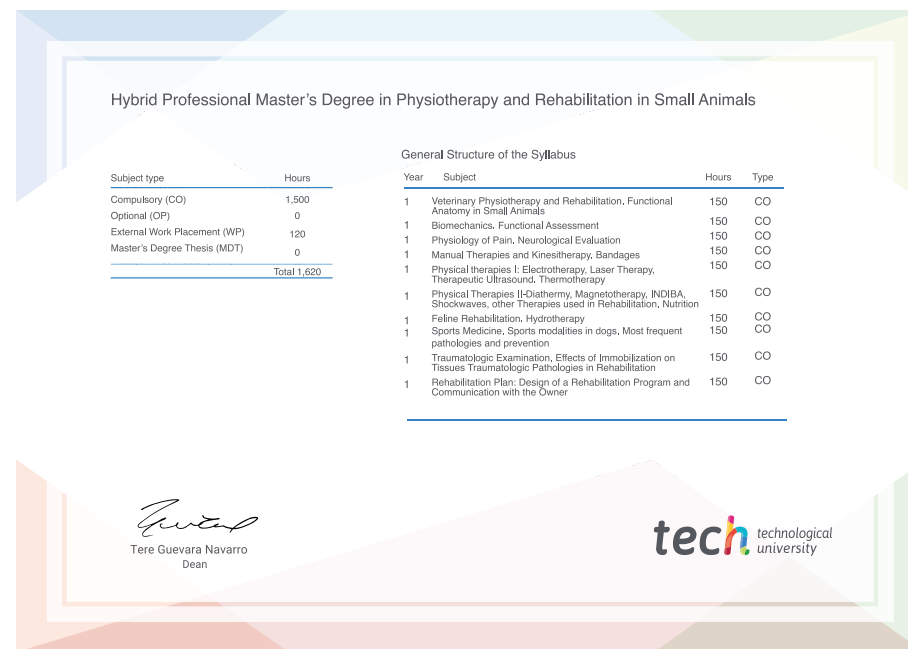 Hybrid Professional Master's Degree in Physiotherapy and Rehabilitation in Small Animals
Subject type Hours
Compulsory (CO) 1,500
Optional (OP) 0
External Work Placement (WP) 120
Master's Degree Thesis (MDT) 0
Total 1,620
General Structure of the Syllabus
Year Subject Hours Type
1 Veterinary Physiotherapy and Rehabilitation. Functional 150 CO
Anatomy in Small Animals
1 Biomechanics. Functional Assessment 150 CO
1 Physiology of Pain. Neurological Evaluation 150 CO
1 Manual Therapies and Kinesitherapy. Bandages 150 CO
1 Physical therapies I: Electrotherapy, Laser Therapy, 150 CO
Therapeutic Ultrasound. Thermotherapy
1 Physical Therapies II-Diathermy, Magnetotherapy, INDIBA, 150 CO
Shockwaves, other Therapies used in Rehabilitation, Nutrition
1 Feline Rehabilitation. Hydrotherapy 150 CO
1 Sports Medicine, Sports modalities in dogs, Most frequent 150 CO
pathologies and prevention
1 Traumatologic Examination, Effects of Immobilization on 150 CO
Tissues Traumatologic Pathologies in Rehabilitation
1 Rehabilitation Plan: Design of a Rehabilitation Program and 150 CO
Communication with the Owner
Tere Guevara Navarro
Dean
tech technological
university